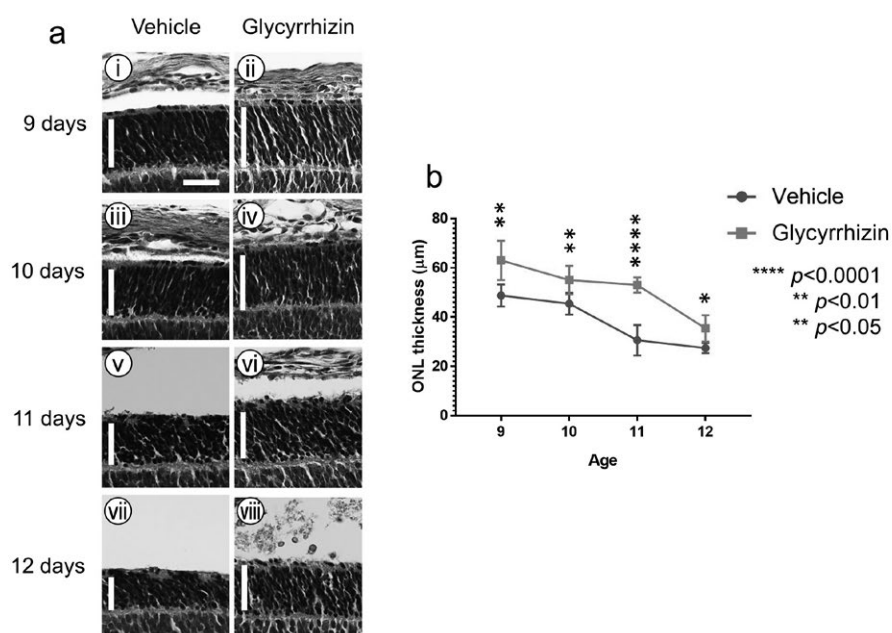 a
Vehicle Glycyrrhizin
i ii
9 days
iii iv
10 days
v vi
11 days
vii viii
12 days
b
Vehicle
Glycyrrhizin
**** p<0.0001
** p<0.01
** p<0.05
** ** **** *
ONL thickness (μm)
80
60
40
20
0
9 10 11 12
Age